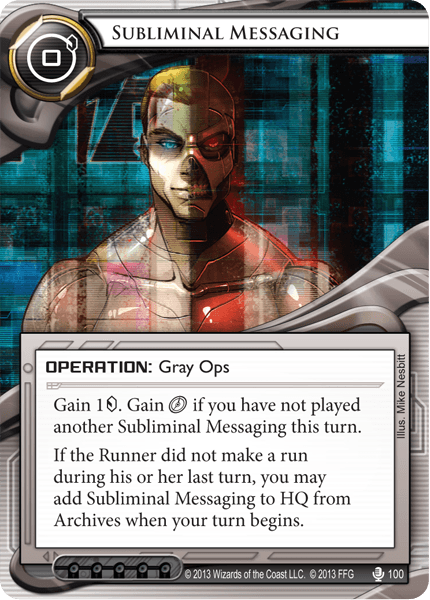 SUBLIMINAL MESSAGING
OPERATION: Gray Ops
Gain 1. Gain if you have not played
another Subliminal Messaging this turn.
If the Runner did not make a run
during his or her last turn, you may
add Subliminal Messaging to HQ from
Archives when your turn begins.
Illus. Mike Nesbitt
© 2013 Wizards of the Coast LLC. © 2013 FFG
100